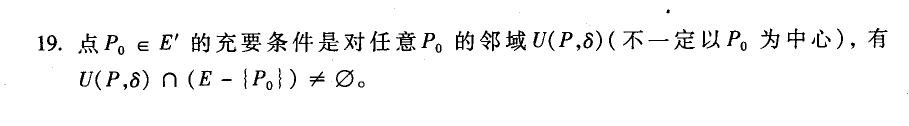 19. 点 P₀ ∈ E′ 的充要条件是对任意 P₀ 的邻域 U(P,δ)(不一定以 P₀ 为中心)，有
U(P,δ) ∩ (E - {P₀}) ≠ ∅。